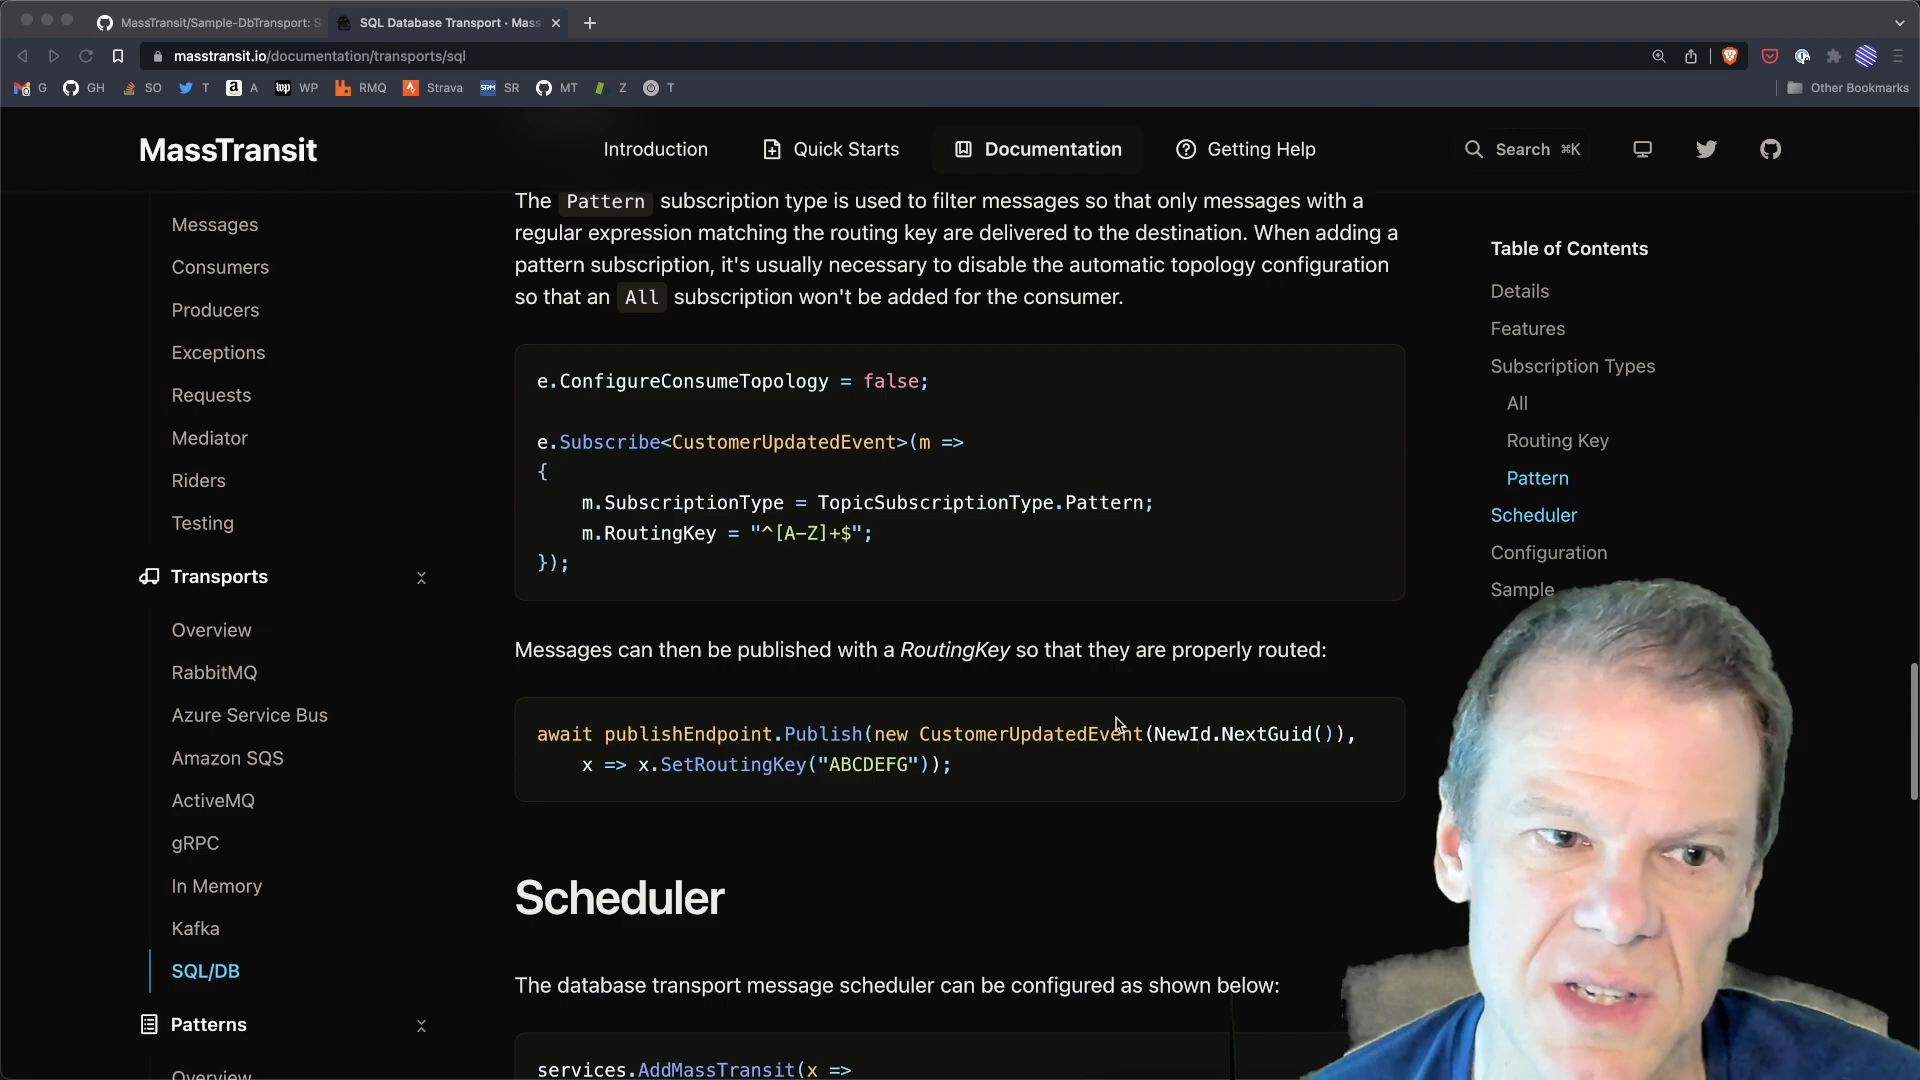 MassTransit/Sample-DbTransport: S
SQL Database Transport · Mass
masstransit.io/documentation/transports/sql
G
GH
SO
T
A
WP
RMQ
Strava
SRM
SR
MT
Z
T
Other Bookmarks
MassTransit
Introduction
Quick Starts
Documentation
Getting Help
Search ⌘K
Messages
Consumers
Producers
Exceptions
Requests
Mediator
Riders
Testing
Transports
Overview
RabbitMQ
Azure Service Bus
Amazon SQS
ActiveMQ
gRPC
In Memory
Kafka
SQL/DB
Patterns
Overview
The Pattern subscription type is used to filter messages so that only messages with a
regular expression matching the routing key are delivered to the destination. When adding a
pattern subscription, it's usually necessary to disable the automatic topology configuration
so that an All subscription won't be added for the consumer.
e.ConfigureConsumeTopology = false;
e.Subscribe<CustomerUpdatedEvent>(m =>
{
m.SubscriptionType = TopicSubscriptionType.Pattern;
m.RoutingKey = "^[A-Z]+$";
});
Messages can then be published with a RoutingKey so that they are properly routed:
await publishEndpoint.Publish(new CustomerUpdatedEvent(NewId.NextGuid()),
x => x.SetRoutingKey("ABCDEFG"));
Scheduler
The database transport message scheduler can be configured as shown below:
services.AddMassTransit(x =>
Table of Contents
Details
Features
Subscription Types
All
Routing Key
Pattern
Scheduler
Configuration
Sample